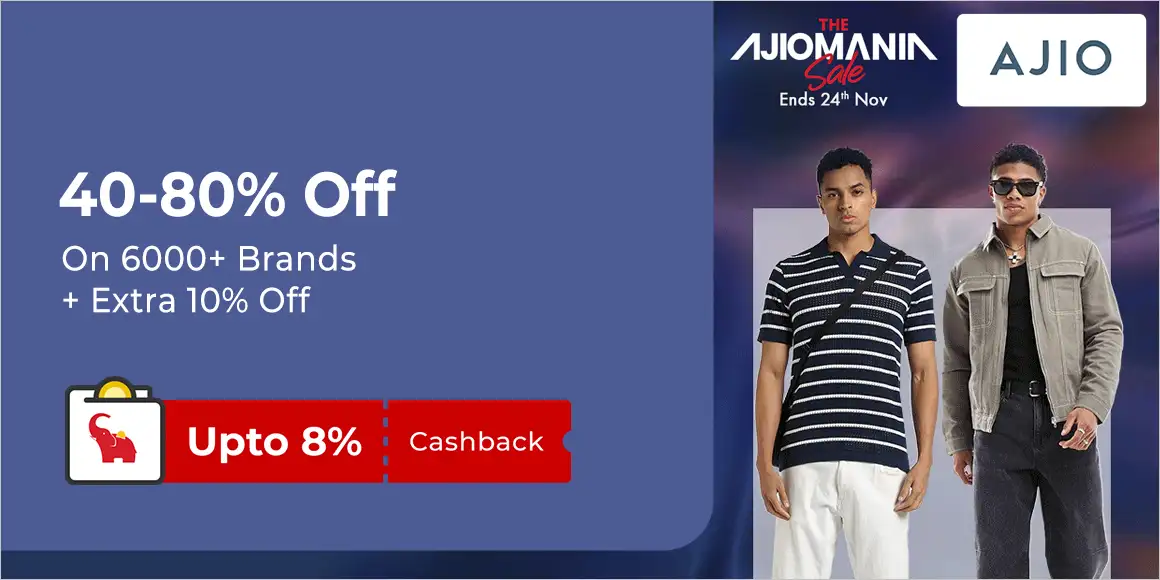 40-80% Off
On 6000+ Brands
+ Extra 10% Off
Upto 8%
Cashback
THE
AJIOMANIA
Sale
Ends 24th Nov
AJIO